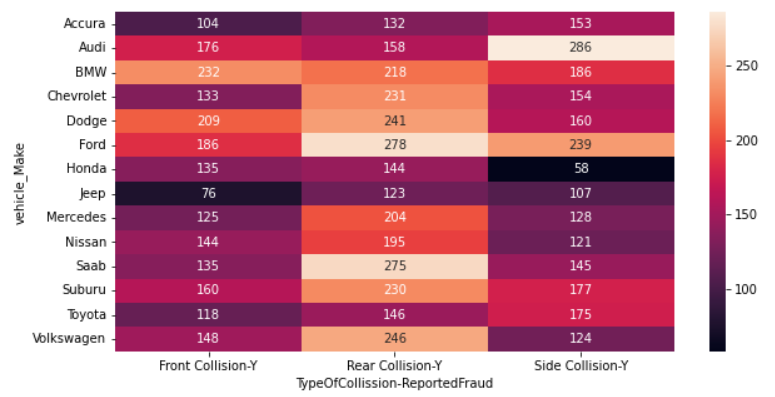 Accura 104 132 153
Audi 176 158 286
BMW 232 218 186
Chevrolet 133 231 154
Dodge 209 241 160
Ford 186 278 239
Honda 135 144 58
Jeep 76 123 107
Mercedes 125 204 128
Nissan 144 195 121
Saab 135 275 145
Suburu 160 230 177
Toyota 118 146 175
Volkswagen 148 246 124
vehicle_Make
Front Collision-Y Rear Collision-Y Side Collision-Y
TypeOfCollission-ReportedFraud
250
200
150
100